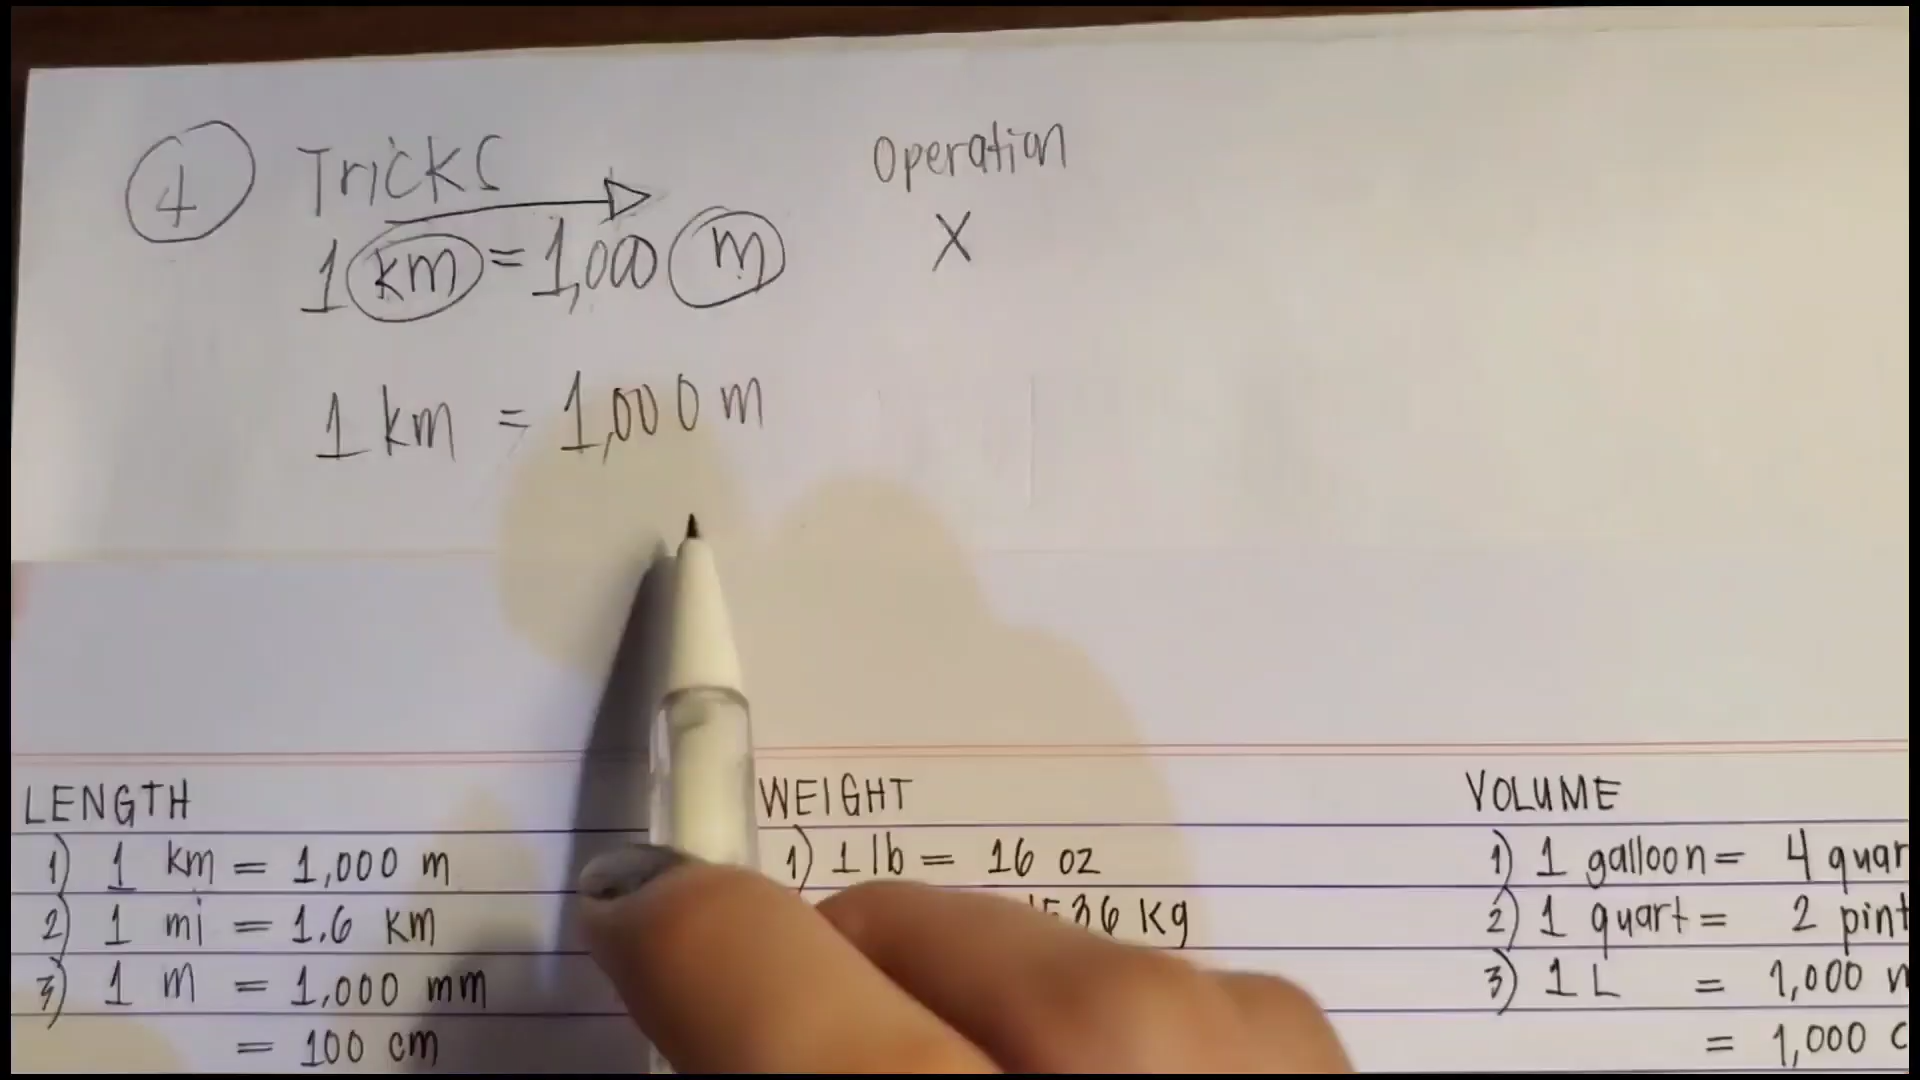 4 Tricks Operation
1 km = 1,000 m X
1 km = 1,000 m
LENGTH
1) 1 km = 1,000 m
2) 1 mi = 1.6 km
3) 1 m = 1,000 mm
= 100 cm
WEIGHT
1) 1 lb = 16 oz
kg
VOLUME
1) 1 galloon = 4 quar
2) 1 quart = 2 pint
3) 1 L = 1,000
= 1,000 c